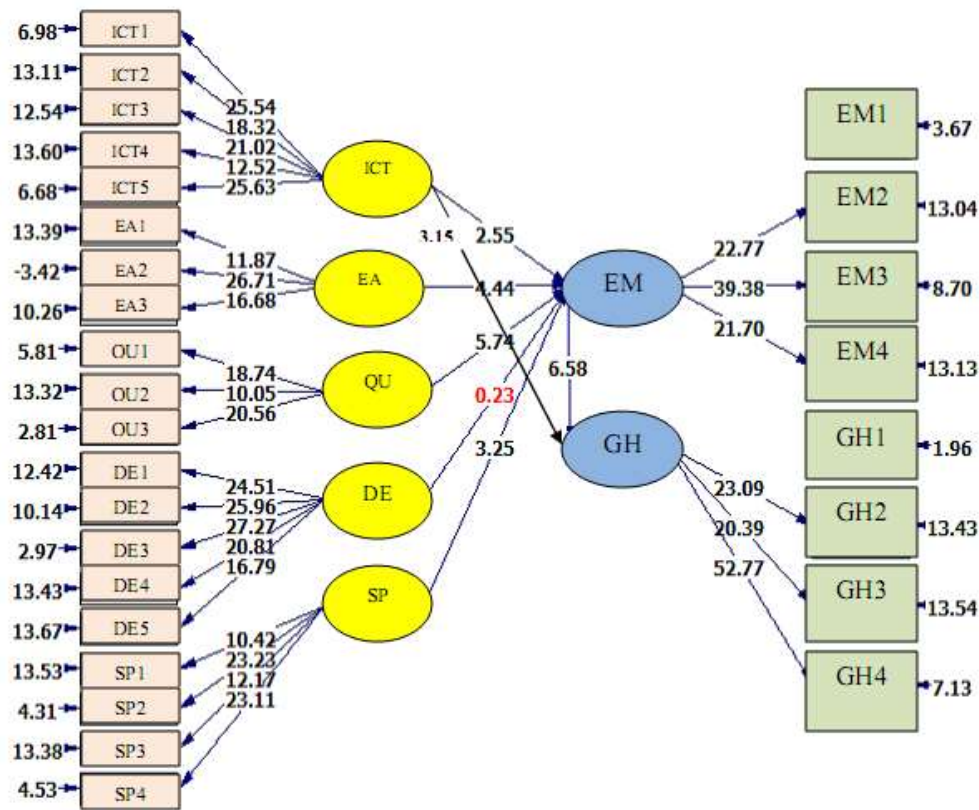 6.98
ICT1
13.11
ICT2
12.54
ICT3
13.60
ICT4
6.68
ICT5
13.39
EA1
-3.42
EA2
10.26
EA3
5.81
OU1
13.32
OU2
2.81
OU3
12.42
DE1
10.14
DE2
2.97
DE3
13.43
DE4
13.67
DE5
13.53
SP1
4.31
SP2
13.38
SP3
4.53
SP4
25.54
18.32
21.02
12.52
25.63
11.87
26.71
16.68
18.74
10.05
20.56
24.51
25.96
27.27
20.81
16.79
10.42
23.23
12.17
23.11
ICT
EA
QU
DE
SP
2.55
3.15
4.44
5.74
0.23
3.25
6.58
EM
GH
22.77
39.38
21.70
23.09
20.39
52.77
EM1
3.67
EM2
13.04
EM3
8.70
EM4
13.13
GH1
1.96
GH2
13.43
GH3
13.54
GH4
7.13